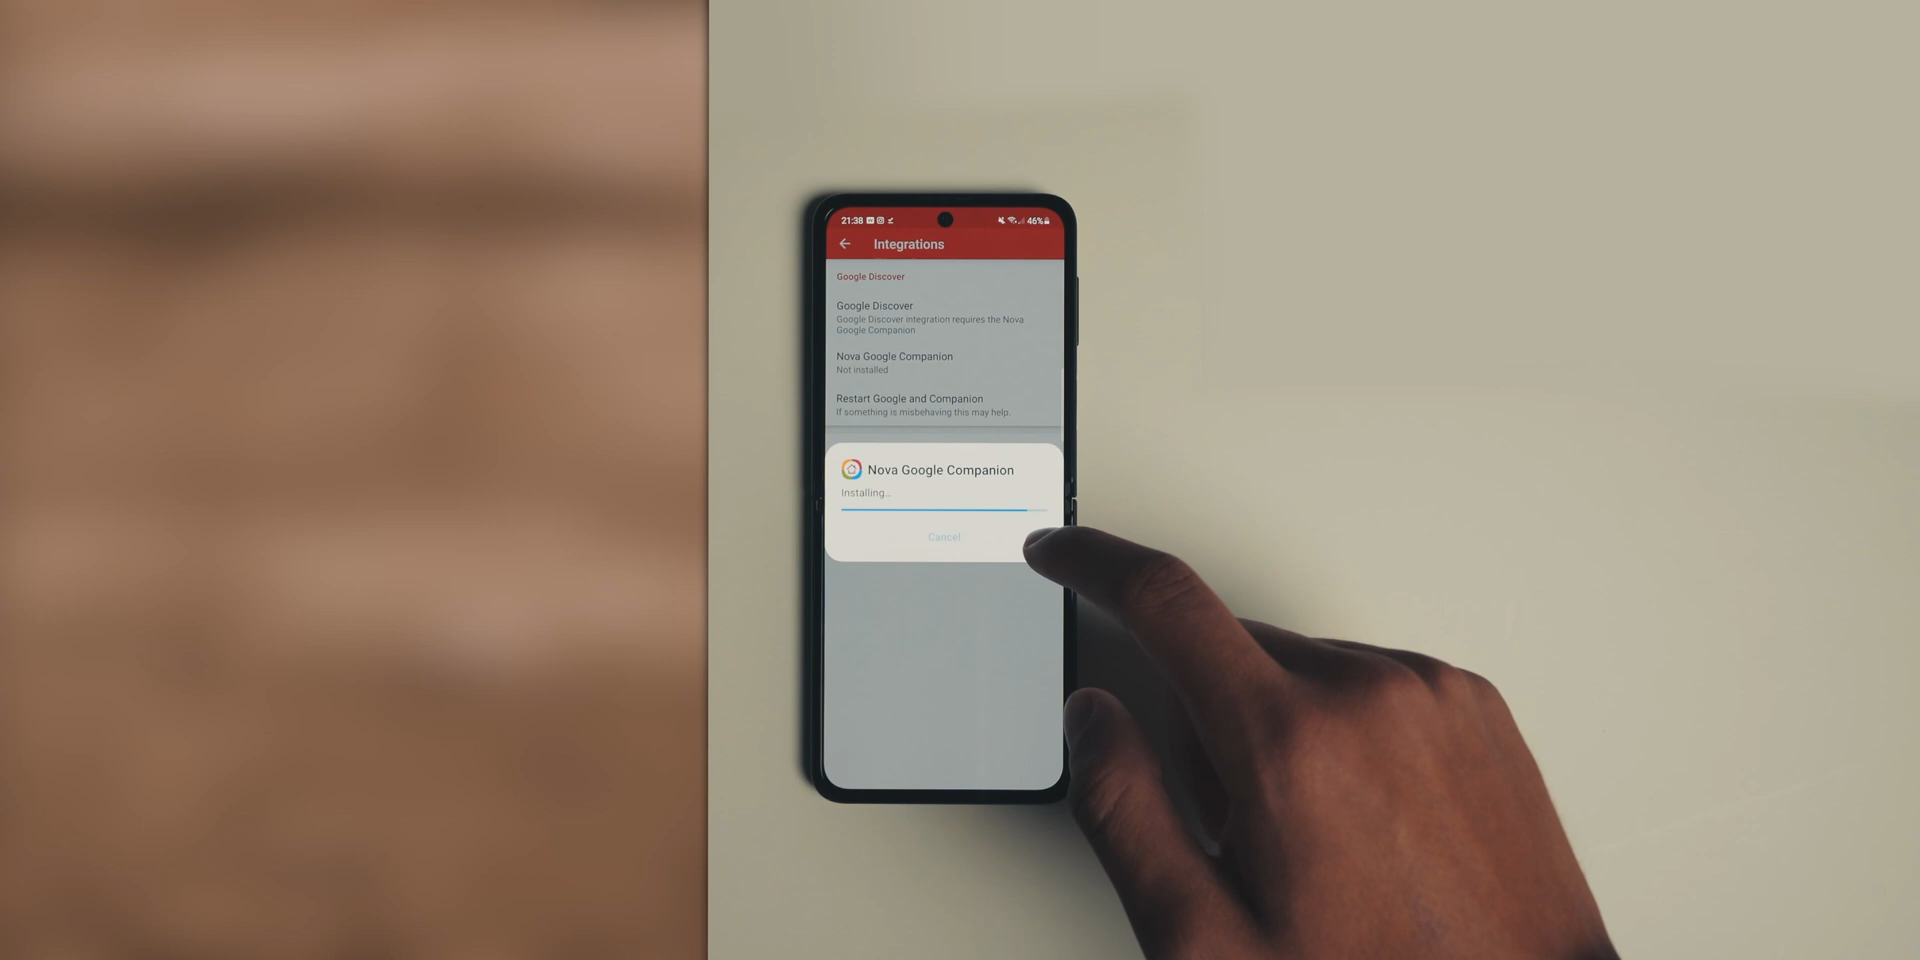 21:38 46%
Integrations
Google Discover
Google Discover
Google Discover integration requires the Nova
Google Companion
Nova Google Companion
Not installed
Restart Google and Companion
If something is misbehaving this may help.
Nova Google Companion
Installing...
Cancel